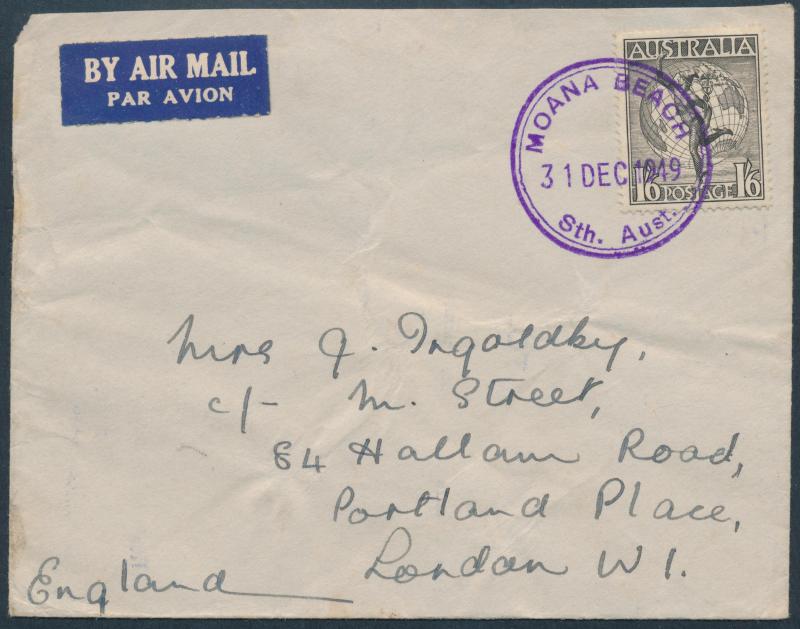 BY AIR MAIL
PAR AVION
AUSTRALIA
1/6 POSTAGE 1/6
MOANA BEACH
31 DEC 1949
Sth. Aust.
Mrs J. Ingoldby,
c/- M. Street,
84 Hallam Road,
Portland Place,
London W1.
England